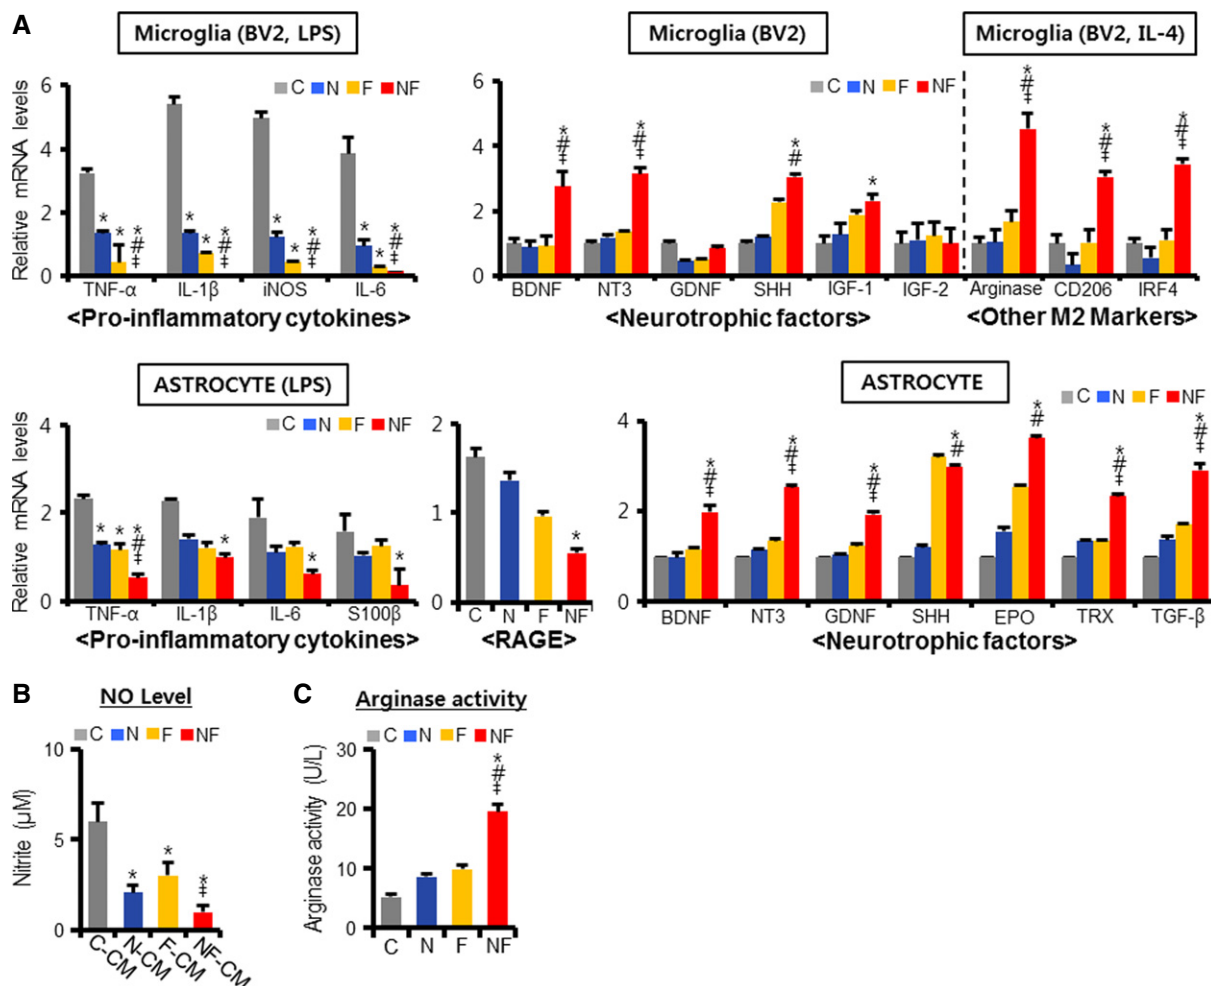 A
Microglia (BV2, LPS)
Microglia (BV2)
Microglia (BV2, IL-4)
Relative mRNA levels
6
4
2
0
C N F NF
* * * # ‡
* * * # ‡
* * * # ‡
* * * # ‡
TNF-α IL-1β iNOS IL-6
<Pro-inflammatory cytokines>
6
4
2
0
C N F NF
* # ‡
* # ‡
* #
*
* # ‡
* # ‡
* # ‡
BDNF NT3 GDNF SHH IGF-1 IGF-2 Arginase CD206 IRF4
<Neurotrophic factors> <Other M2 Markers>
ASTROCYTE (LPS)
ASTROCYTE
Relative mRNA levels
4
2
0
C N F NF
* * * # ‡
*
*
*
TNF-α IL-1β IL-6 S100β
<Pro-inflammatory cytokines>
2
1
0
*
C N F NF
<RAGE>
4
2
0
C N F NF
* # ‡
* # ‡
* # ‡
* #
* #
* # ‡
* # ‡
BDNF NT3 GDNF SHH EPO TRX TGF-β
<Neurotrophic factors>
B
NO Level
C N F NF
Nitrite (μM)
10
5
0
* * * ‡
C-CM N-CM F-CM NF-CM
C
Arginase activity
C N F NF
Arginase activity (U/L)
30
20
10
0
* # ‡
C N F NF